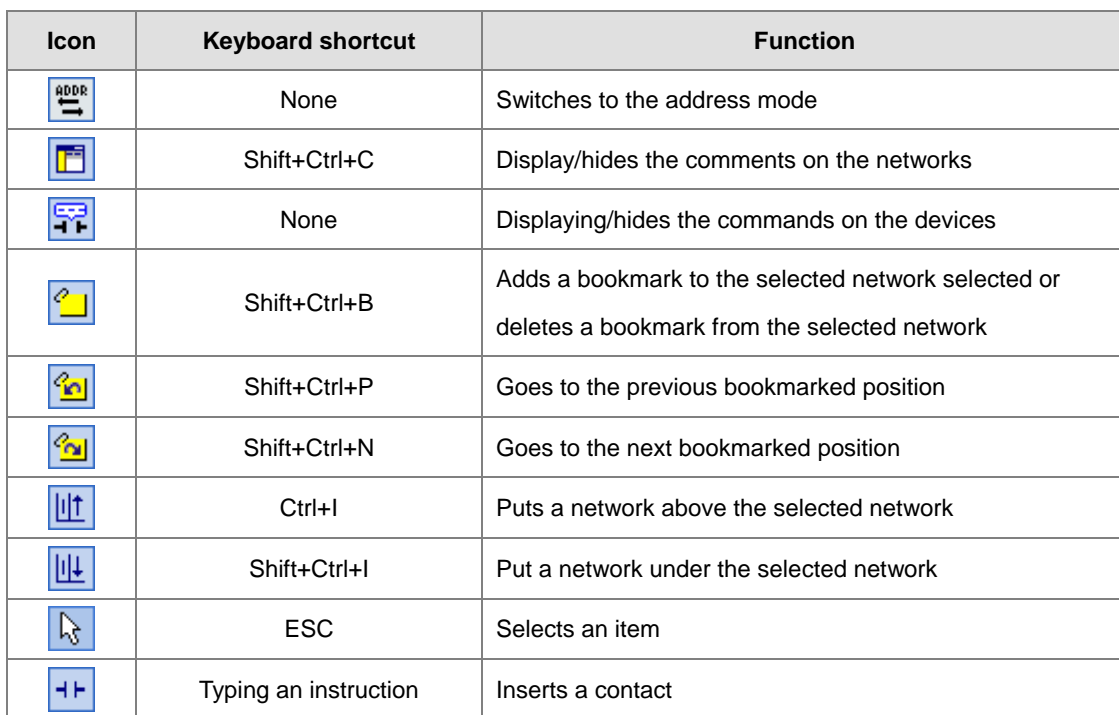 Icon Keyboard shortcut Function
ADDR None Switches to the address mode
Shift+Ctrl+C Display/hides the comments on the networks
None Displaying/hides the commands on the devices
Shift+Ctrl+B Adds a bookmark to the selected network selected or
deletes a bookmark from the selected network
Shift+Ctrl+P Goes to the previous bookmarked position
Shift+Ctrl+N Goes to the next bookmarked position
Ctrl+I Puts a network above the selected network
Shift+Ctrl+I Put a network under the selected network
ESC Selects an item
Typing an instruction Inserts a contact